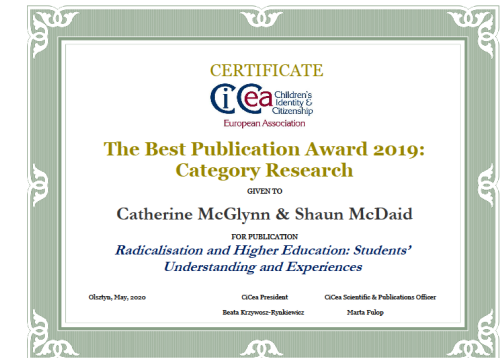 CERTIFICATE
CiCea Children's
Identity &
Citizenship
European Association
The Best Publication Award 2019:
Category Research
GIVEN TO
Catherine McGlynn & Shaun McDaid
FOR PUBLICATION
Radicalisation and Higher Education: Students'
Understanding and Experiences
Olsztyn, May, 2020 CiCea President CiCea Scientific & Publications Officer
Beata Krzywosz-Rynkiewicz Marta Fulop